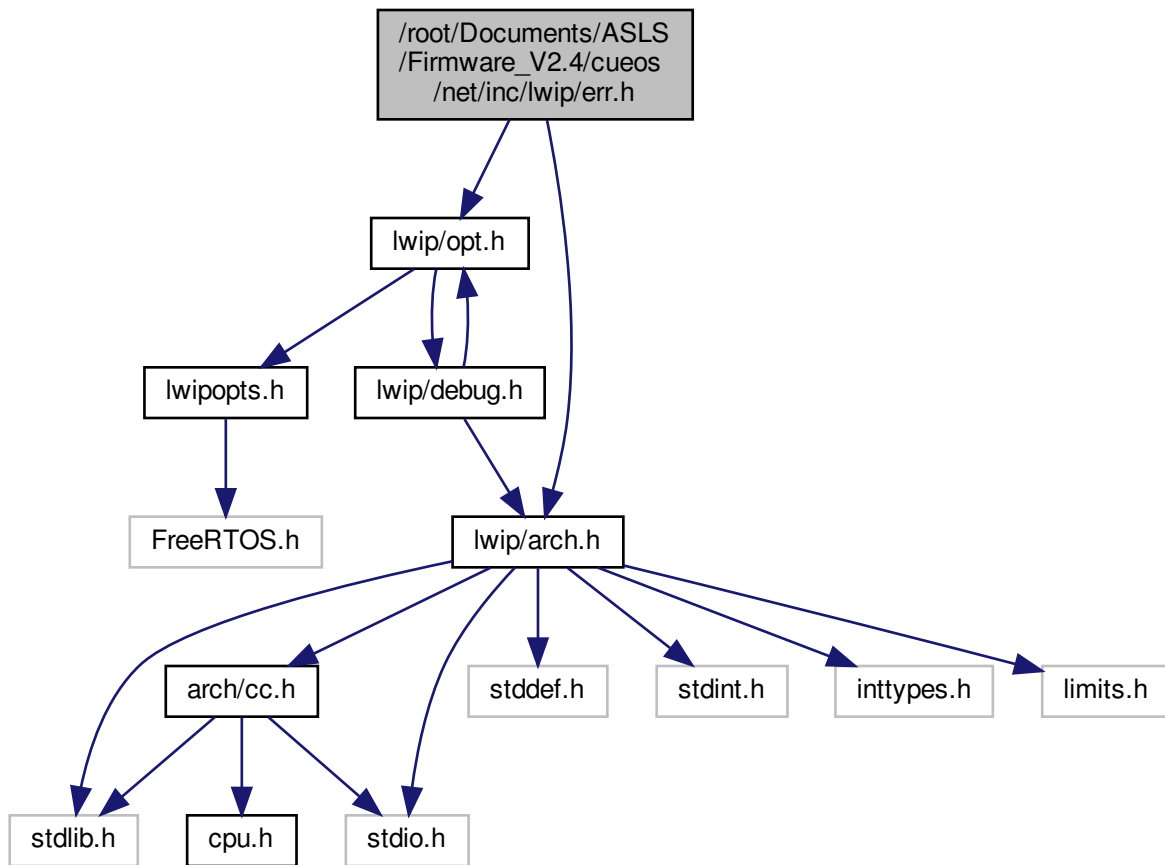 /root/Documents/ASLS
/Firmware_V2.4/cueos
/net/inc/lwip/err.h
lwip/opt.h
lwipopts.h
lwip/debug.h
FreeRTOS.h
lwip/arch.h
arch/cc.h
stddef.h
stdint.h
inttypes.h
limits.h
stdlib.h
cpu.h
stdio.h